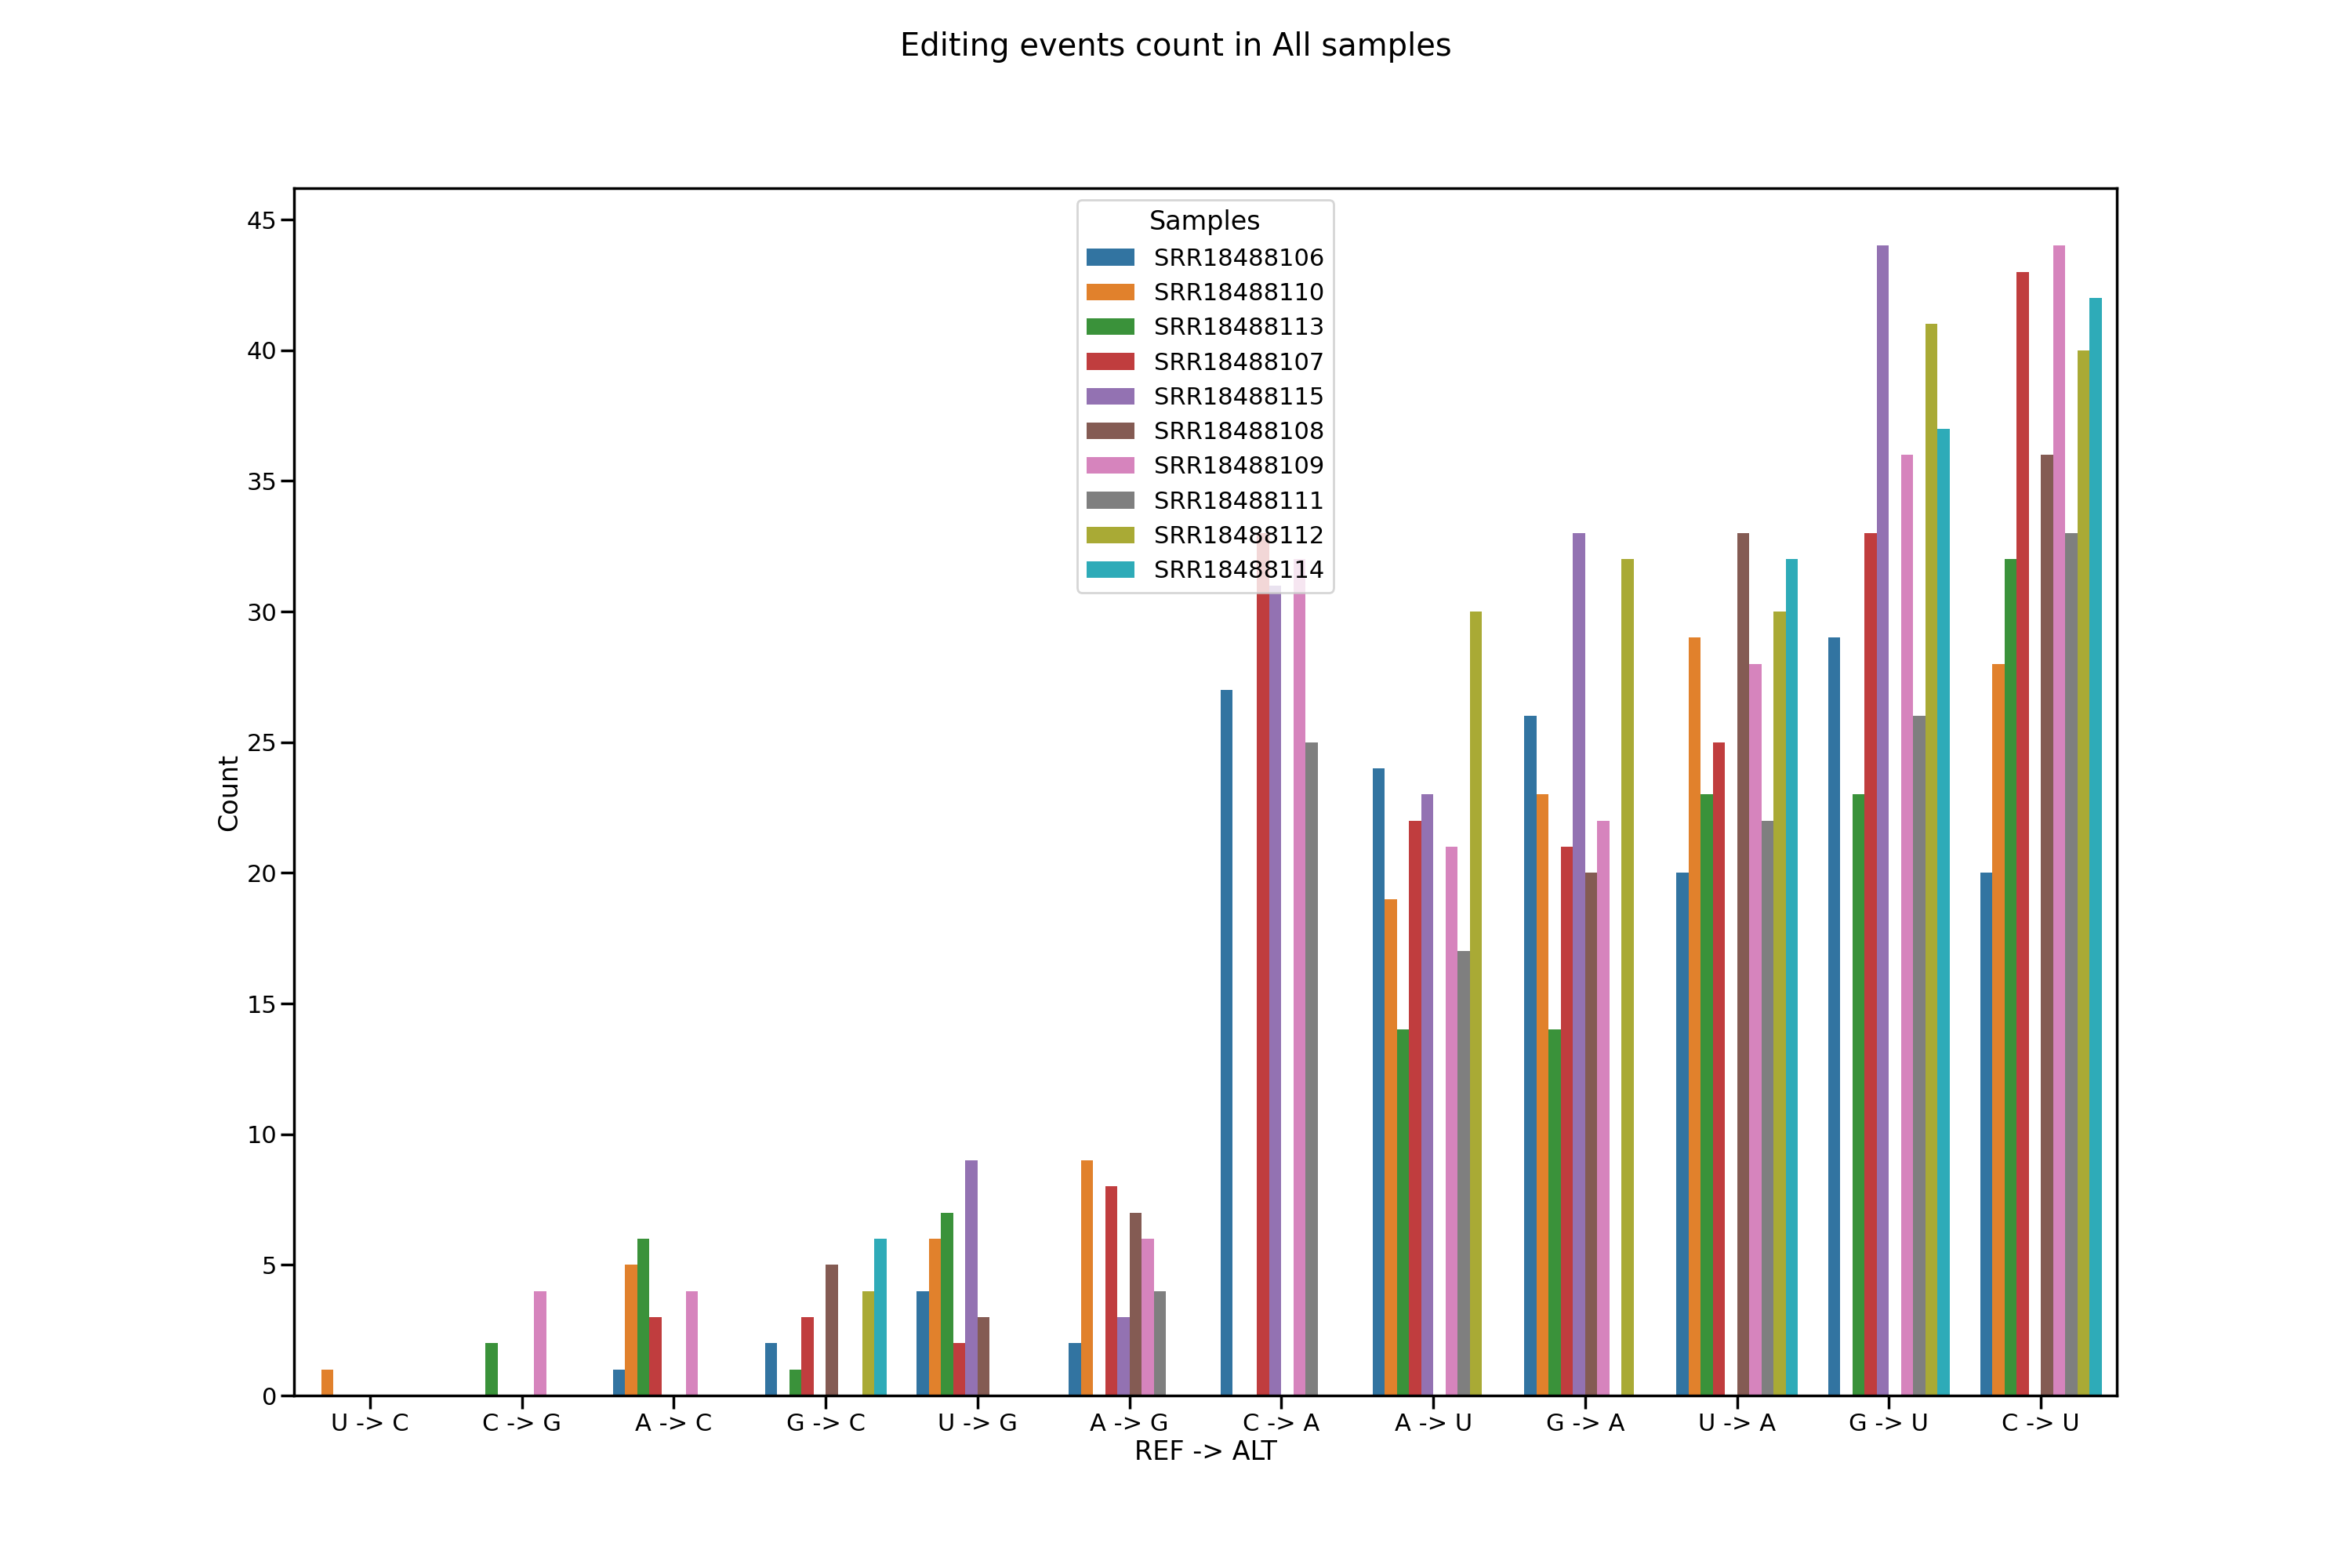 Editing events count in All samples
Samples
SRR18488106
SRR18488110
SRR18488113
SRR18488107
SRR18488115
SRR18488108
SRR18488109
SRR18488111
SRR18488112
SRR18488114
Count
45
40
35
30
25
20
15
10
5
0
U -> C
C -> G
A -> C
G -> C
U -> G
A -> G
C -> A
A -> U
G -> A
U -> A
G -> U
C -> U
REF -> ALT